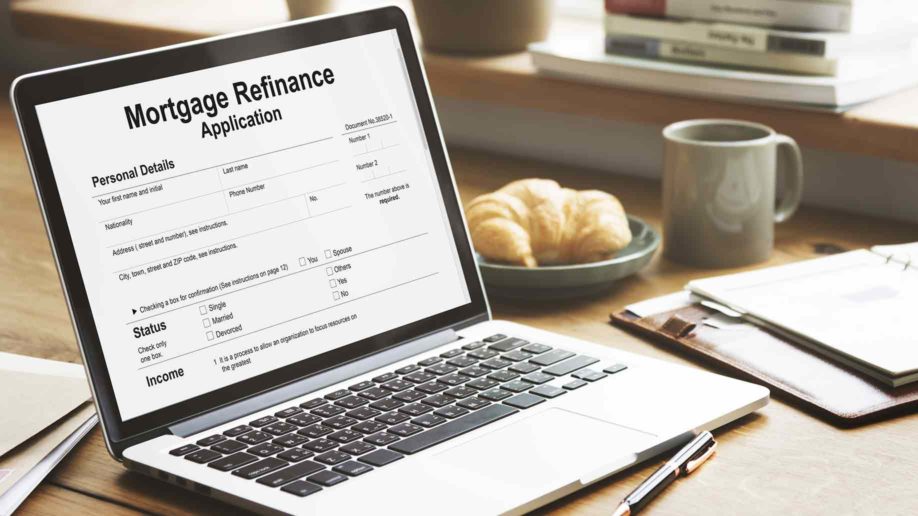 Mortgage Refinance
Application
Document No.38520-1
Personal Details
Number 1
Your first name and initial
Last name
Number 2
Nationality
Phone Number
The number above is
required.
Address ( street and number), see instructions.
No.
City, town, street and ZIP code, see instructions.
▶ Checking a box for confirmation (See instructions on page 12)
You
Spouse
Status
Single
Others
Check only
one box.
Married
Yes
Devorced
No
Income
1 It is a process to allow an organization to focus resources on
the greatest